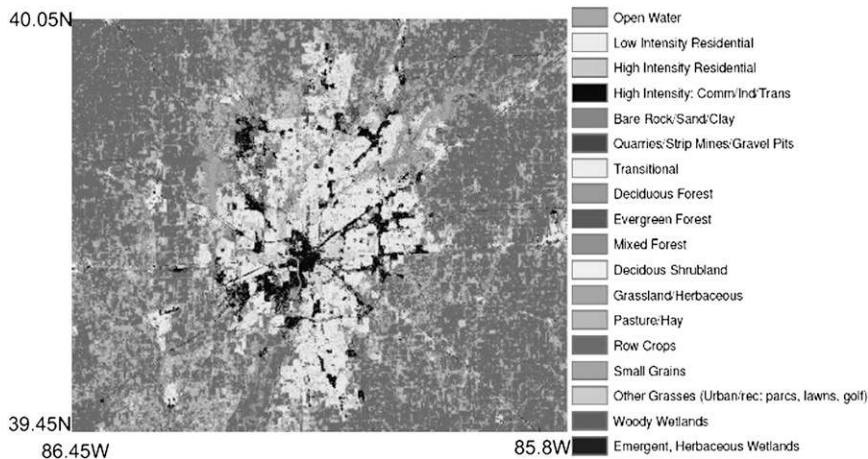 40.05N
39.45N
86.45W
85.8W
Open Water
Low Intensity Residential
High Intensity Residential
High Intensity: Comm/Ind/Trans
Bare Rock/Sand/Clay
Quarries/Strip Mines/Gravel Pits
Transitional
Deciduous Forest
Evergreen Forest
Mixed Forest
Decidous Shrubland
Grassland/Herbaceous
Pasture/Hay
Row Crops
Small Grains
Other Grasses (Urban/rec: parcs, lawns, golf)
Woody Wetlands
Emergent, Herbaceous Wetlands